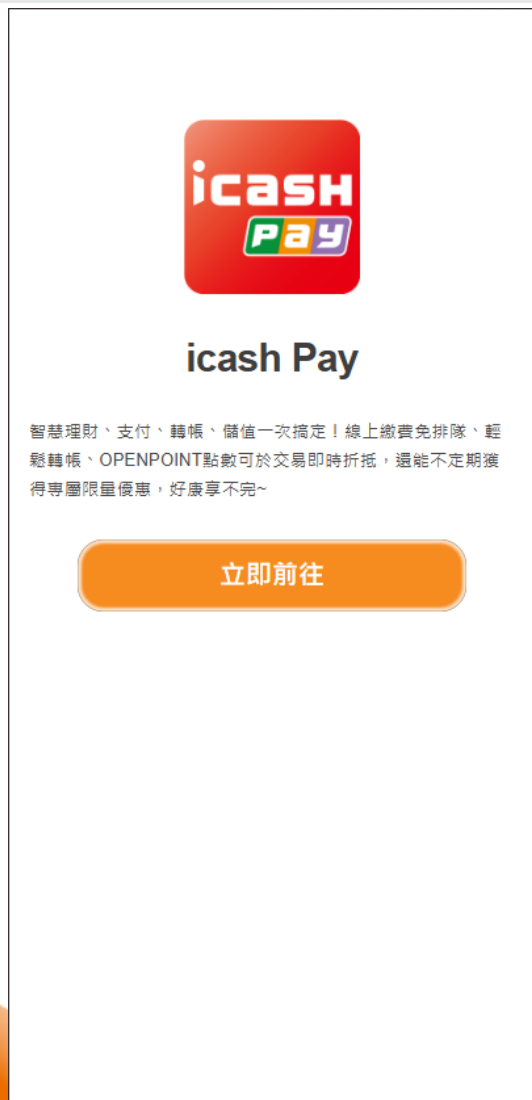 icash
Pay
icash Pay
智慧理財、支付、轉帳、儲值一次搞定！線上繳費免排隊、輕
鬆轉帳、OPENPOINT點數可於交易即時折抵，還能不定期獲
得專屬限量優惠，好康享不完~
立即前往